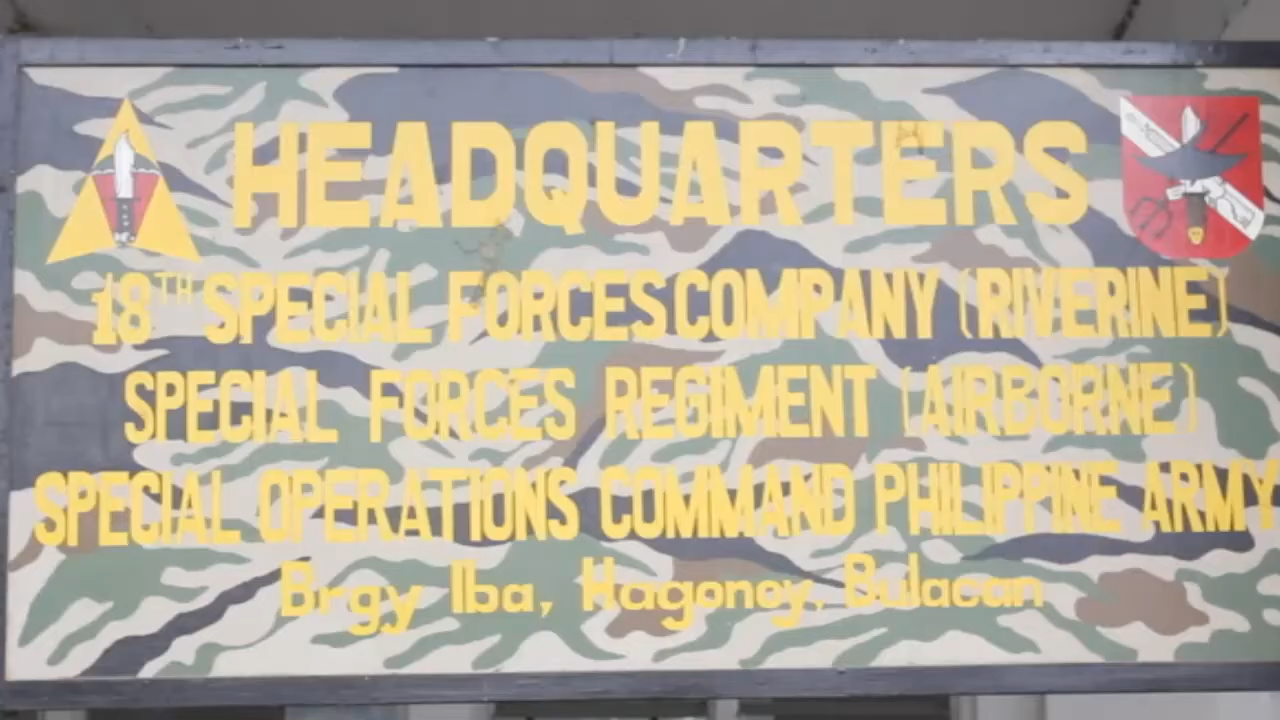 HEADQUARTERS
18TH SPECIAL FORCES COMPANY (RIVERINE)
SPECIAL FORCES REGIMENT (AIRBORNE)
SPECIAL OPERATIONS COMMAND PHILIPPINE ARMY
Brgy Iba, Hagonoy, Bulacan